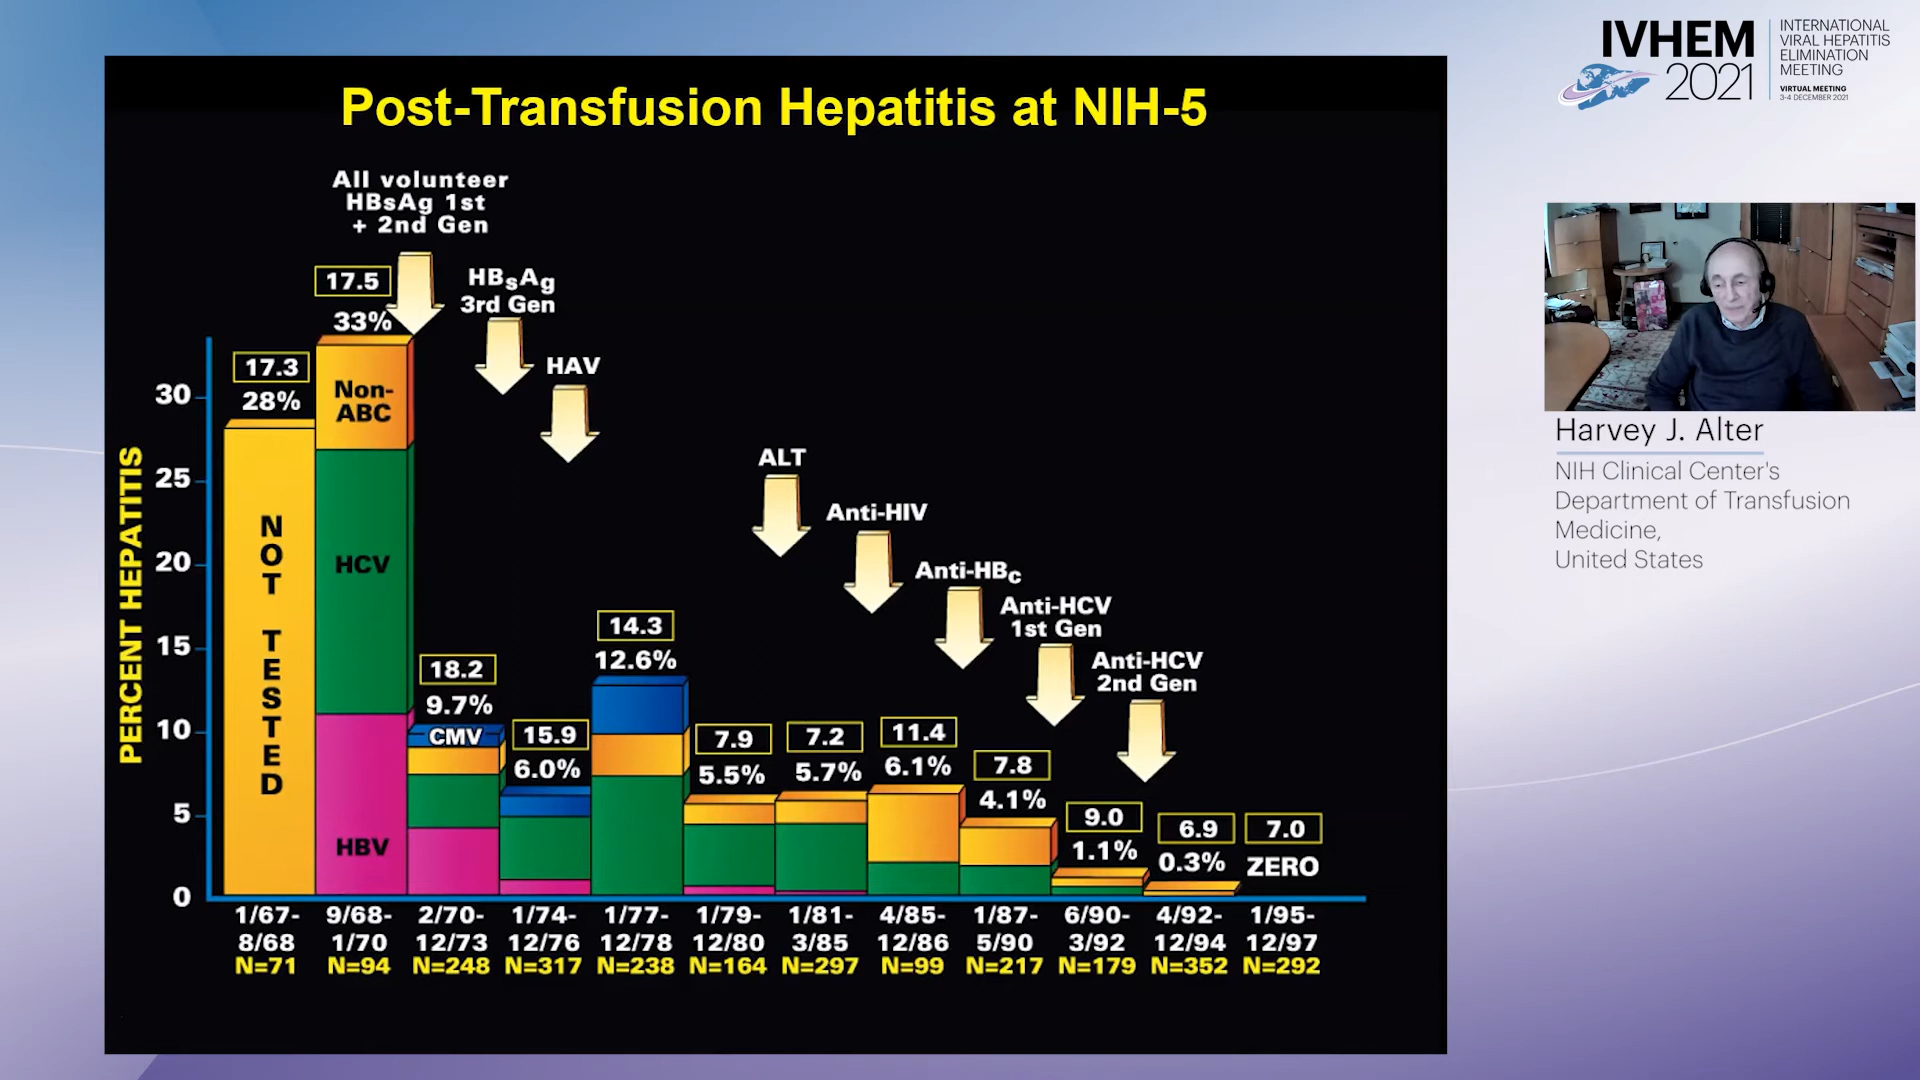 Post-Transfusion Hepatitis at NIH-5
All volunteer
HBsAg 1st
+ 2nd Gen
HBsAg
3rd Gen
HAV
ALT
Anti-HIV
Anti-HBc
Anti-HCV
1st Gen
Anti-HCV
2nd Gen
PERCENT HEPATITIS
30
25
20
15
10
5
0
17.3
28%
NOT TESTED
17.5
33%
Non-
ABC
HCV
HBV
18.2
9.7%
CMV
15.9
6.0%
14.3
12.6%
7.9
5.5%
7.2
5.7%
11.4
6.1%
7.8
4.1%
9.0
1.1%
6.9
0.3%
7.0
ZERO
1/67-
8/68
N=71
9/68-
1/70
N=94
2/70-
12/73
N=248
1/74-
12/76
N=317
1/77-
12/78
N=238
1/79-
12/80
N=164
1/81-
3/85
N=297
4/85-
12/86
N=99
1/87-
5/90
N=217
6/90-
3/92
N=179
4/92-
12/94
N=352
1/95-
12/97
N=292
IVHEM
2021
INTERNATIONAL
VIRAL HEPATITIS
ELIMINATION
MEETING
VIRTUAL MEETING
3-4 DECEMBER 2021
Harvey J. Alter
NIH Clinical Center's
Department of Transfusion
Medicine,
United States